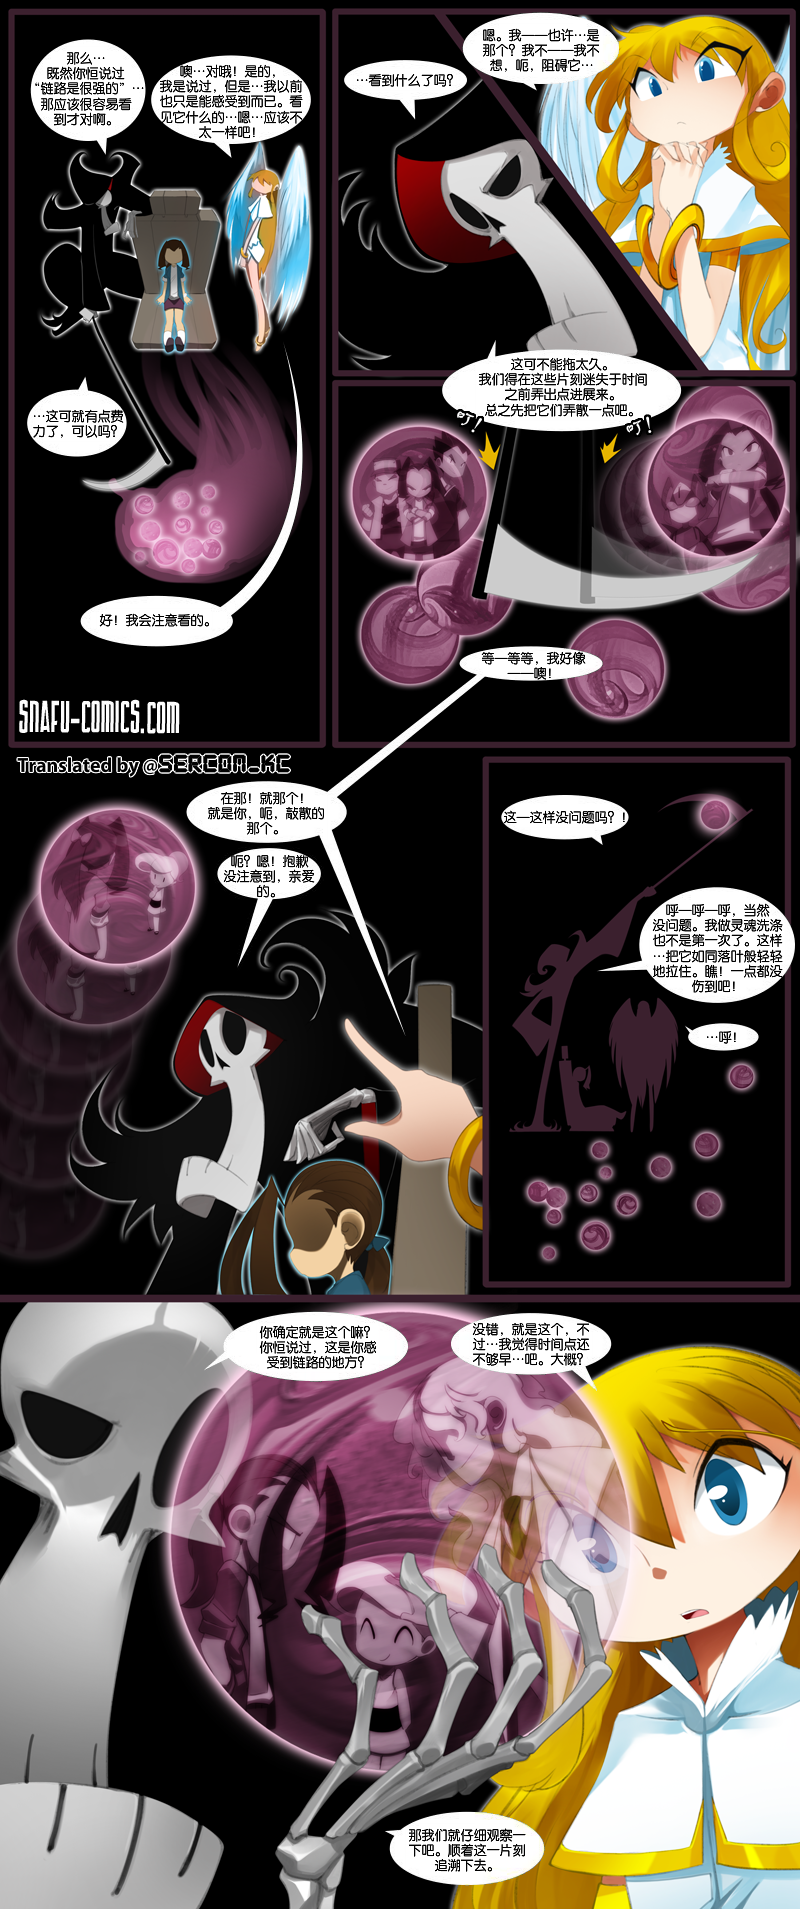 那么…
既然你恒说过
“链路是很强的”…
那应该很容易看
到才对啊。
噢…对哦！是的，
我是说过，但是…我以前
也只是能感受到而已。看
见它什么的…嗯…应该不
太一样吧！
…这可就有点费
力了，可以吗？
好！我会注意看的。
SNAFU-COMICS.COM
…看到什么了吗？
嗯。我——也许…是
那个？我不——我不
想，呃，阻碍它…
这可不能拖太久。
我们得在这些片刻迷失于时间
之前弄出点进展来。
总之先把它们弄散一点吧。
叮！
叮！
等—等等，我好像
——噢！
Translated by @SERCON_KC
在那！就那个！
就是你，呃，敲散的
那个。
呃？嗯！抱歉
没注意到，亲爱
的。
这—这样没问题吗？！
呼—呼—呼，当然
没问题。我做灵魂洗涤
也不是第一次了。这样
…把它如同落叶般轻轻
地拉住。瞧！一点都没
伤到吧！
…呼！
你确定就是这个嘛？
你恒说过，这是你感
受到链路的地方？
没错，就是这个，不
过…我觉得时间点还
不够早…吧。大概？
那我们就仔细观察一
下吧。顺着这一片刻
追溯下去。